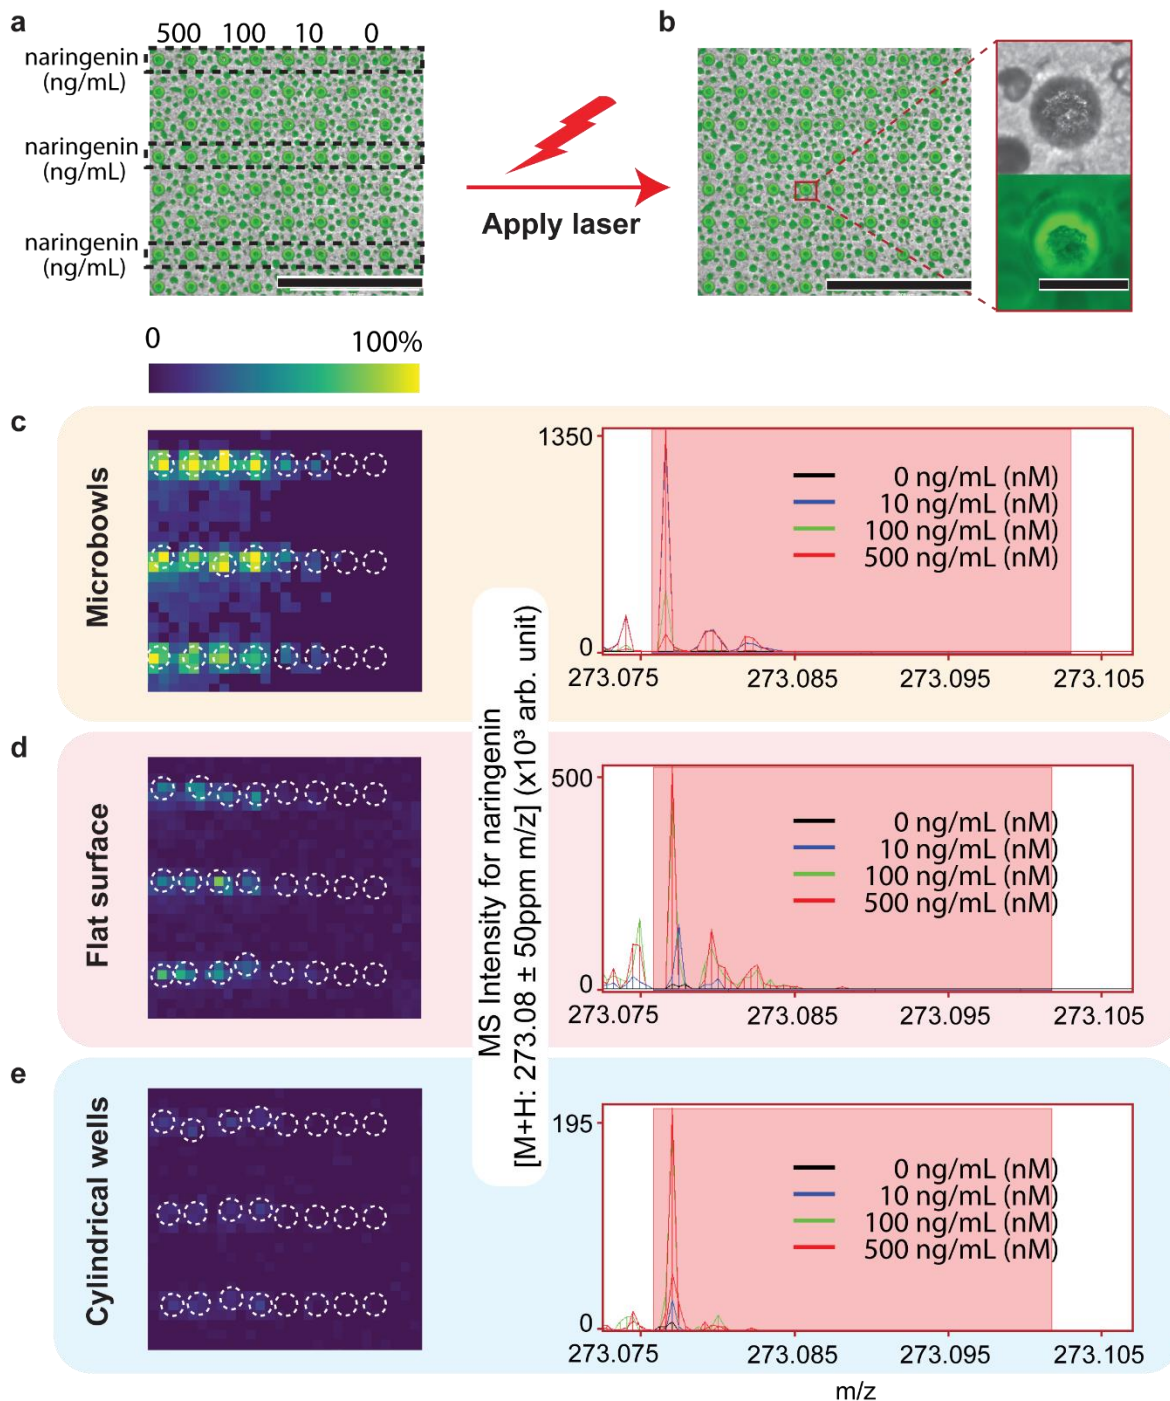 a
500 100 10 0
naringenin
(ng/mL)
naringenin
(ng/mL)
naringenin
(ng/mL)
Apply laser
b
0 100%
c
Microbowls
1350
0
0 ng/mL (nM)
10 ng/mL (nM)
100 ng/mL (nM)
500 ng/mL (nM)
273.075 273.085 273.095 273.105
d
Flat surface
500
0
0 ng/mL (nM)
10 ng/mL (nM)
100 ng/mL (nM)
500 ng/mL (nM)
273.075 273.085 273.095 273.105
e
Cylindrical wells
195
0
0 ng/mL (nM)
10 ng/mL (nM)
100 ng/mL (nM)
500 ng/mL (nM)
273.075 273.085 273.095 273.105
m/z
MS Intensity for naringenin
[M+H: 273.08 ± 50ppm m/z] (x10³ arb. unit)